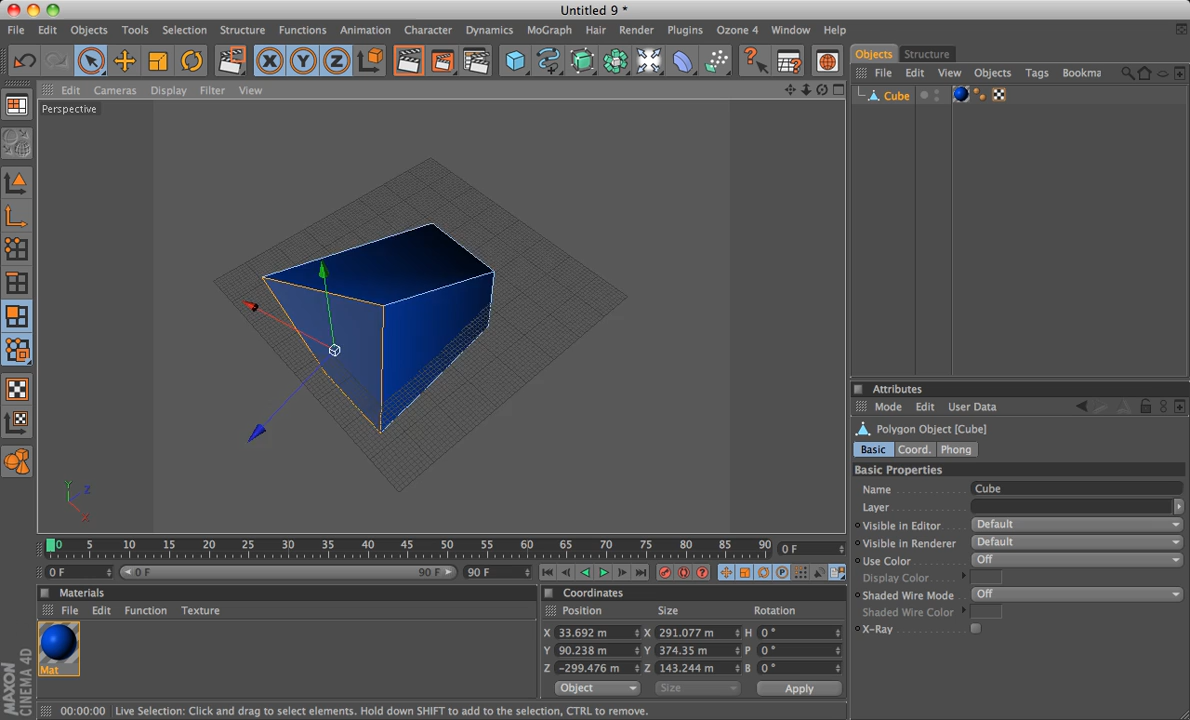 Untitled 9 *
File Edit Objects Tools Selection Structure Functions Animation Character Dynamics MoGraph Hair Render Plugins Ozone 4 Window Help
X Y Z
Objects Structure
File Edit View Objects Tags Bookma
Edit Cameras Display Filter View
Perspective
Cube
Y
Z
X
Attributes
Mode Edit User Data
Polygon Object [Cube]
Basic Coord. Phong
Basic Properties
Name Cube
Layer
Visible in Editor Default
Visible in Renderer Default
Use Color Off
Display Color
Shaded Wire Mode Off
Shaded Wire Color
X-Ray
0 5 10 15 20 25 30 35 40 45 50 55 60 65 70 75 80 85 90 0 F
0 F 0 F 90 F 90 F
Materials
File Edit Function Texture
Mat
Coordinates
Position Size Rotation
X 33.692 m X 291.077 m H 0 °
Y 90.238 m Y 374.35 m P 0 °
Z -299.476 m Z 143.244 m B 0 °
Object Size Apply
MAXON
CINEMA 4D
00:00:00 Live Selection: Click and drag to select elements. Hold down SHIFT to add to the selection, CTRL to remove.